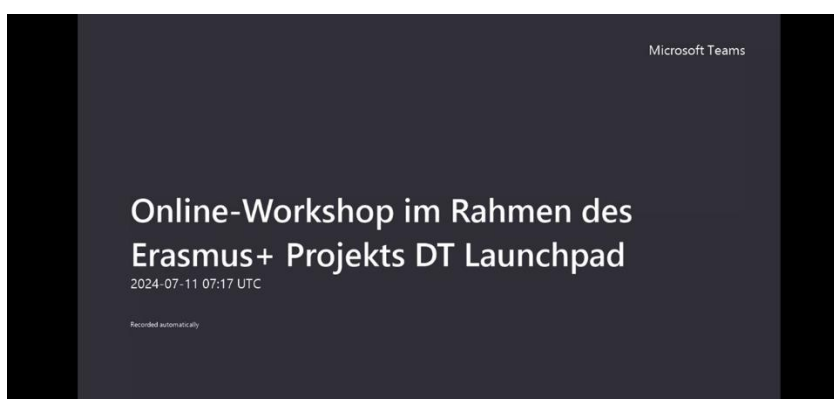 Microsoft Teams
Online-Workshop im Rahmen des
Erasmus+ Projekts DT Launchpad
2024-07-11 07:17 UTC
Recorded automatically